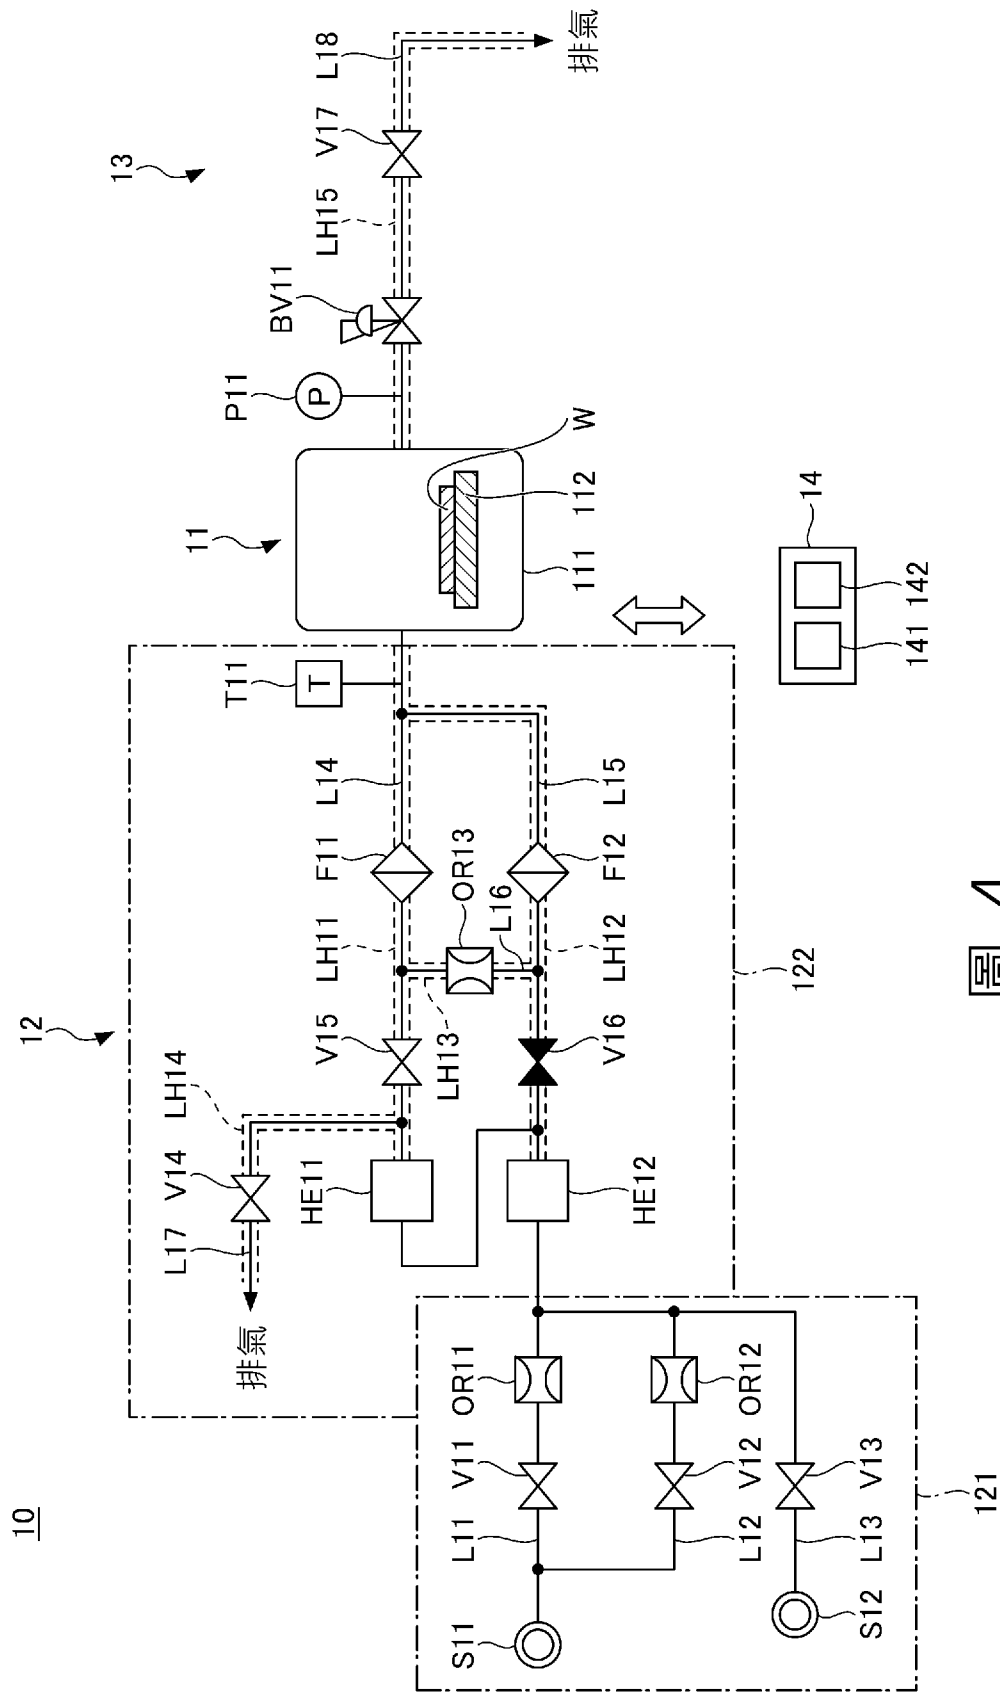 10
12
11
13
排氣
L17
V14
LH14
HE11
V15
LH11
F11
L14
T11
T
P11
P
BV11
LH15
V17
L18
排氣
LH13
OR13
L16
HE12
V16
LH12
F12
L15
111
112
W
122
S11
L11
V11
OR11
L12
V12
OR12
S12
L13
V13
121
14
141
142
圖 4